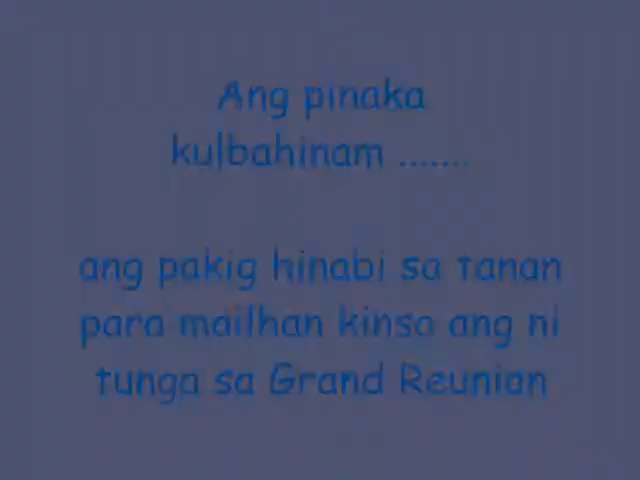 Ang pinaka
kulbahinam .......
ang pakig hinabi sa tanan
para mailhan kinsa ang ni
tunga sa Grand Reunion